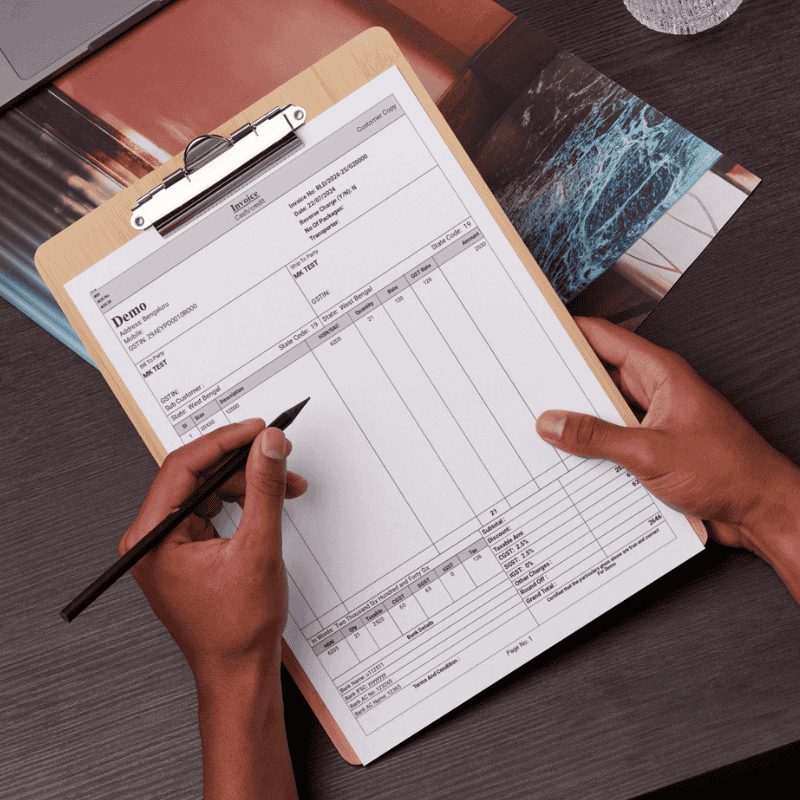 Customer Copy
Invoice
Cash/credit
Invoice No: RLD/2024-25/G20000
Date: 22/07/2024
Reverse Charge (Y/N): N
No Of Packages:
Transporter:
Demo
Address: Bengaluru
Mobile:
Bill To Party
MK TEST
GSTIN:
Sub Customer :
State: West Bengal State Code: 19
Ship To Party
MK TEST
GSTIN:
State: West Bengal State Code: 19
Sl Size Description HSN/SAC Quantity Rate GST Rate Amount
1 20X30 12000 6205 21 120 126 2520
21
Subtotal :
Discount:
Taxable Amt
CGST: 2.5%
SGST: 2.5%
IGST: 0%
Other Charges :
Round Off :
Grand Total : 2646
In Words: Two Thousand Six Hundred and Forty Six
HSN Qty Taxable CGST SGST IGST Tax
6205 21 2520 63 63 0 126
Bank Details
Bank Name:
Bank IFSC:
Bank AC No:
Bank AC Name: 12365
Terms And Condition :
Certified that the particulars given above are true and correct
For Demo
Page No: 1